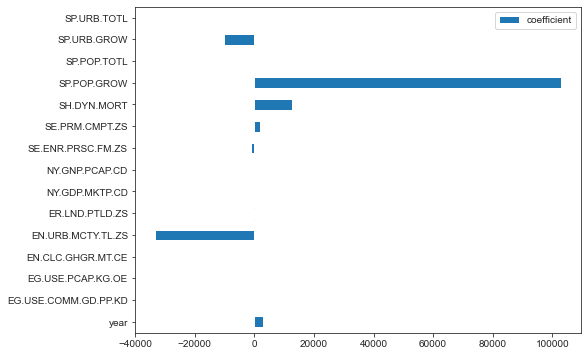 coefficient
SP.URB.TOTL
SP.URB.GROW
SP.POP.TOTL
SP.POP.GROW
SH.DYN.MORT
SE.PRM.CMPT.ZS
SE.ENR.PRSC.FM.ZS
NY.GNP.PCAP.CD
NY.GDP.MKTP.CD
ER.LND.PTLD.ZS
EN.URB.MCTY.TL.ZS
EN.CLC.GHGR.MT.CE
EG.USE.PCAP.KG.OE
EG.USE.COMM.GD.PP.KD
year
−40000 −20000 0 20000 40000 60000 80000 100000